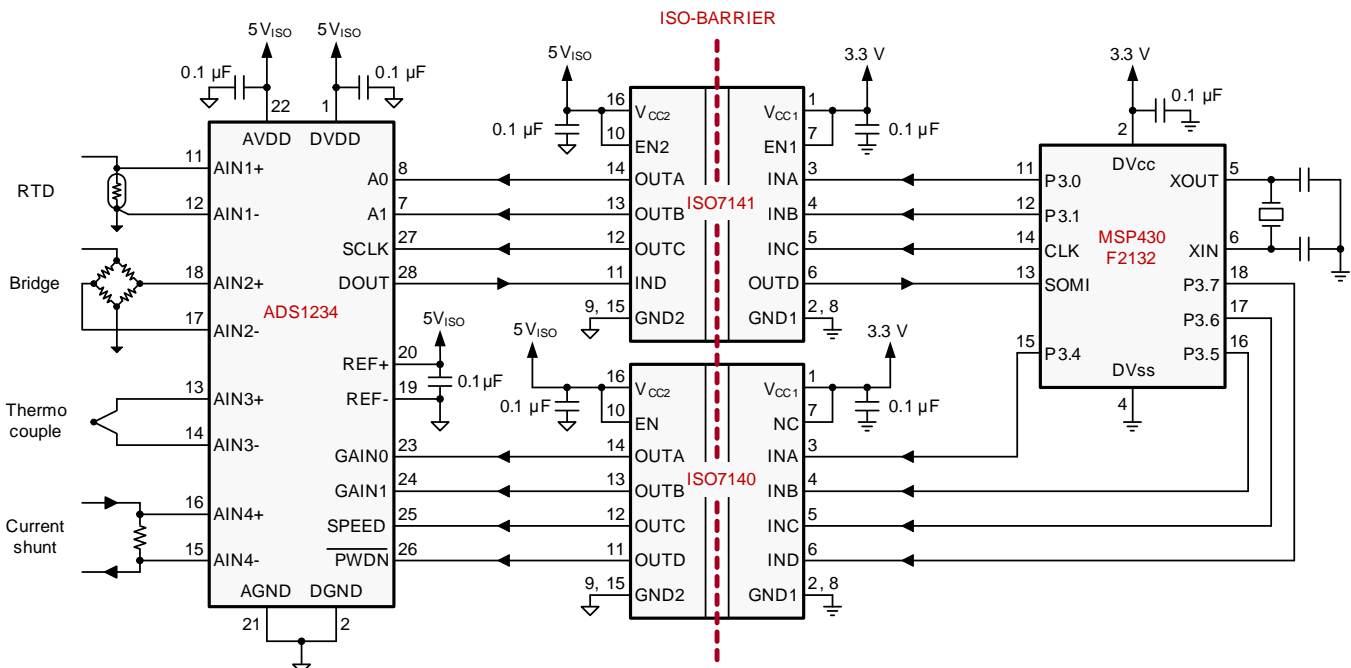 ISO-BARRIER
5VISO
5VISO
0.1 µF
0.1 µF
22
1
AVDD
DVDD
RTD
11
AIN1+
12
AIN1-
Bridge
18
AIN2+
17
AIN2-
Thermo
couple
13
AIN3+
14
AIN3-
Current
shunt
16
AIN4+
15
AIN4-
ADS1234
A0
8
A1
7
SCLK
27
DOUT
28
REF+
20
REF-
19
5VISO
0.1 µF
GAIN0
23
GAIN1
24
SPEED
25
PWDN
26
AGND
DGND
21
2
5VISO
0.1 µF
16
VCC2
10
EN2
14
OUTA
13
OUTB
12
OUTC
11
IND
9, 15
GND2
ISO7141
3.3 V
0.1 µF
VCC1
1
EN1
7
INA
3
INB
4
INC
5
OUTD
6
GND1
2, 8
5VISO
0.1 µF
16
VCC2
10
EN
14
OUTA
13
OUTB
12
OUTC
11
OUTD
9, 15
GND2
ISO7140
3.3 V
0.1 µF
VCC1
1
NC
7
INA
3
INB
4
INC
5
IND
6
GND1
2, 8
3.3 V
0.1 µF
2
DVcc
11
P3.0
12
P3.1
14
CLK
13
SOMI
15
P3.4
MSP430
F2132
XOUT
5
XIN
6
P3.7
18
P3.6
17
P3.5
16
DVss
4